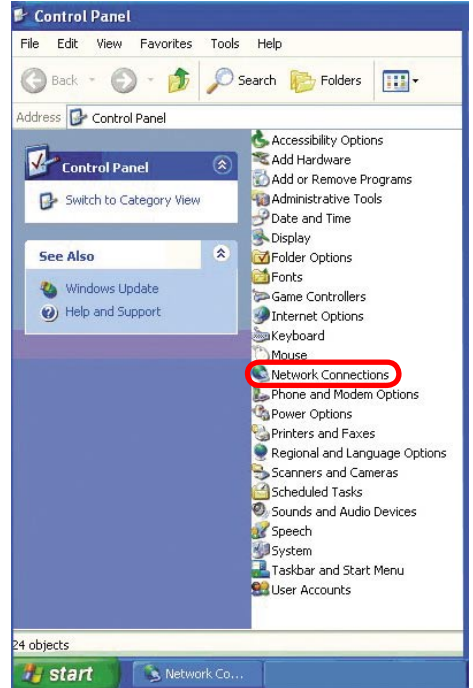 Control Panel
File Edit View Favorites Tools Help
Back Search Folders
Address Control Panel
Control Panel
Switch to Category View
See Also
Windows Update
Help and Support
Accessibility Options
Add Hardware
Add or Remove Programs
Administrative Tools
Date and Time
Display
Folder Options
Fonts
Game Controllers
Internet Options
Keyboard
Mouse
Network Connections
Phone and Modem Options
Power Options
Printers and Faxes
Regional and Language Options
Scanners and Cameras
Scheduled Tasks
Sounds and Audio Devices
Speech
System
Taskbar and Start Menu
User Accounts
24 objects
start Network Co...